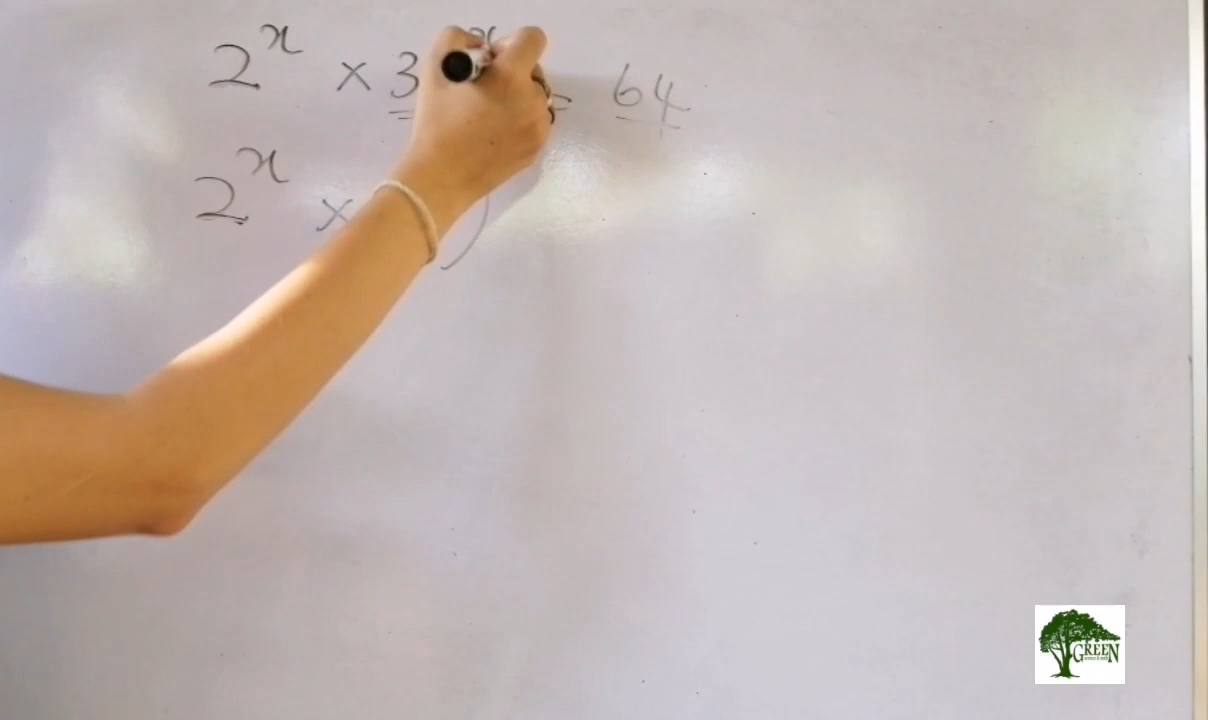 2^x × 3 x = 64
2^x × )
GREEN